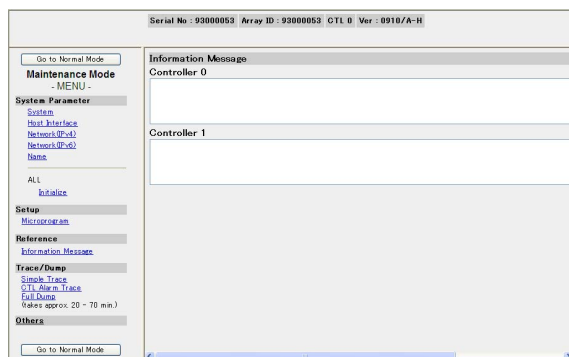 Serial No : 93000053 Array ID : 93000053 CTL 0 Ver : 0910/A-H
Go to Normal Mode
Maintenance Mode
- MENU -
System Parameter
System
Host Interface
Network(IPv4)
Network(IPv6)
Name
ALL
Initialize
Setup
Microprogram
Reference
Information Message
Trace/Dump
Simple Trace
CTL Alarm Trace
Full Dump
(takes approx. 20 - 70 min.)
Others
Go to Normal Mode
Information Message
Controller 0
Controller 1